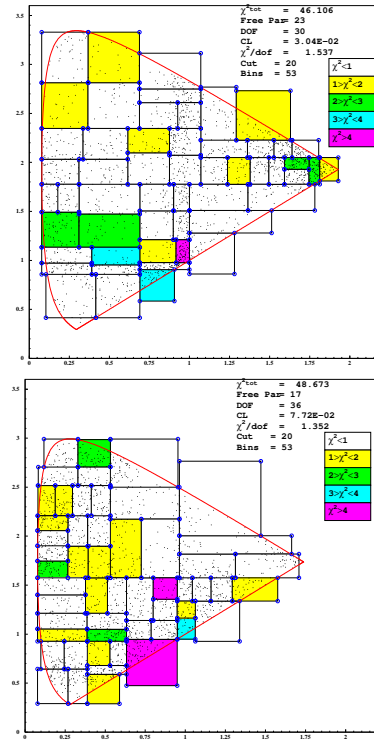 χ²tot = 46.106
Free Par= 23
DOF = 30
CL = 3.04E-02
χ²/dof = 1.537
Cut = 20
Bins = 53
χ²<1
1>χ²<2
2>χ²<3
3>χ²<4
χ²>4
3.5
3
2.5
2
1.5
1
0.5
0
0 0.25 0.5 0.75 1 1.25 1.5 1.75 2
χ²tot = 48.673
Free Par= 17
DOF = 36
CL = 7.72E-02
χ²/dof = 1.352
Cut = 20
Bins = 53
χ²<1
1>χ²<2
2>χ²<3
3>χ²<4
χ²>4
3.5
3
2.5
2
1.5
1
0.5
0
0 0.25 0.5 0.75 1 1.25 1.5 1.75 2